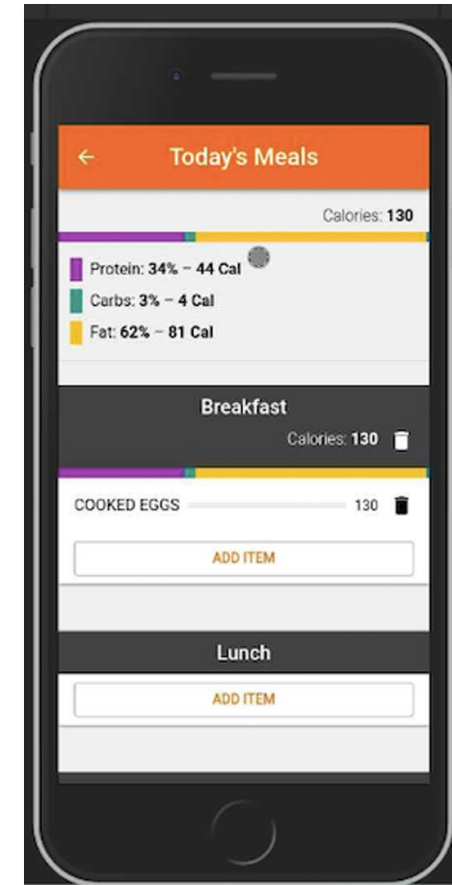 Today's Meals
Calories: 130
Protein: 34% – 44 Cal
Carbs: 3% – 4 Cal
Fat: 62% – 81 Cal
Breakfast
Calories: 130
COOKED EGGS 130
ADD ITEM
Lunch
ADD ITEM